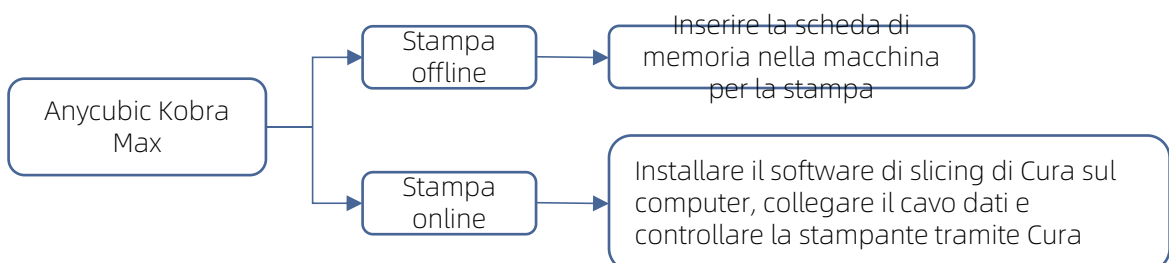 Anycubic Kobra
Max
Stampa
offline
Inserire la scheda di
memoria nella macchina
per la stampa
Stampa
online
Installare il software di slicing di Cura sul
computer, collegare il cavo dati e
controllare la stampante tramite Cura